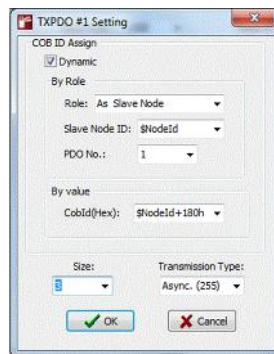 TXPDO #1 Setting
COB ID Assign
Dynamic
By Role
Role: As Slave Node
Slave Node ID: $NodeId
PDO No.: 1
By value
CobId(Hex): $NodeId+180h
Size: Transmission Type:
Async. (255)
OK Cancel